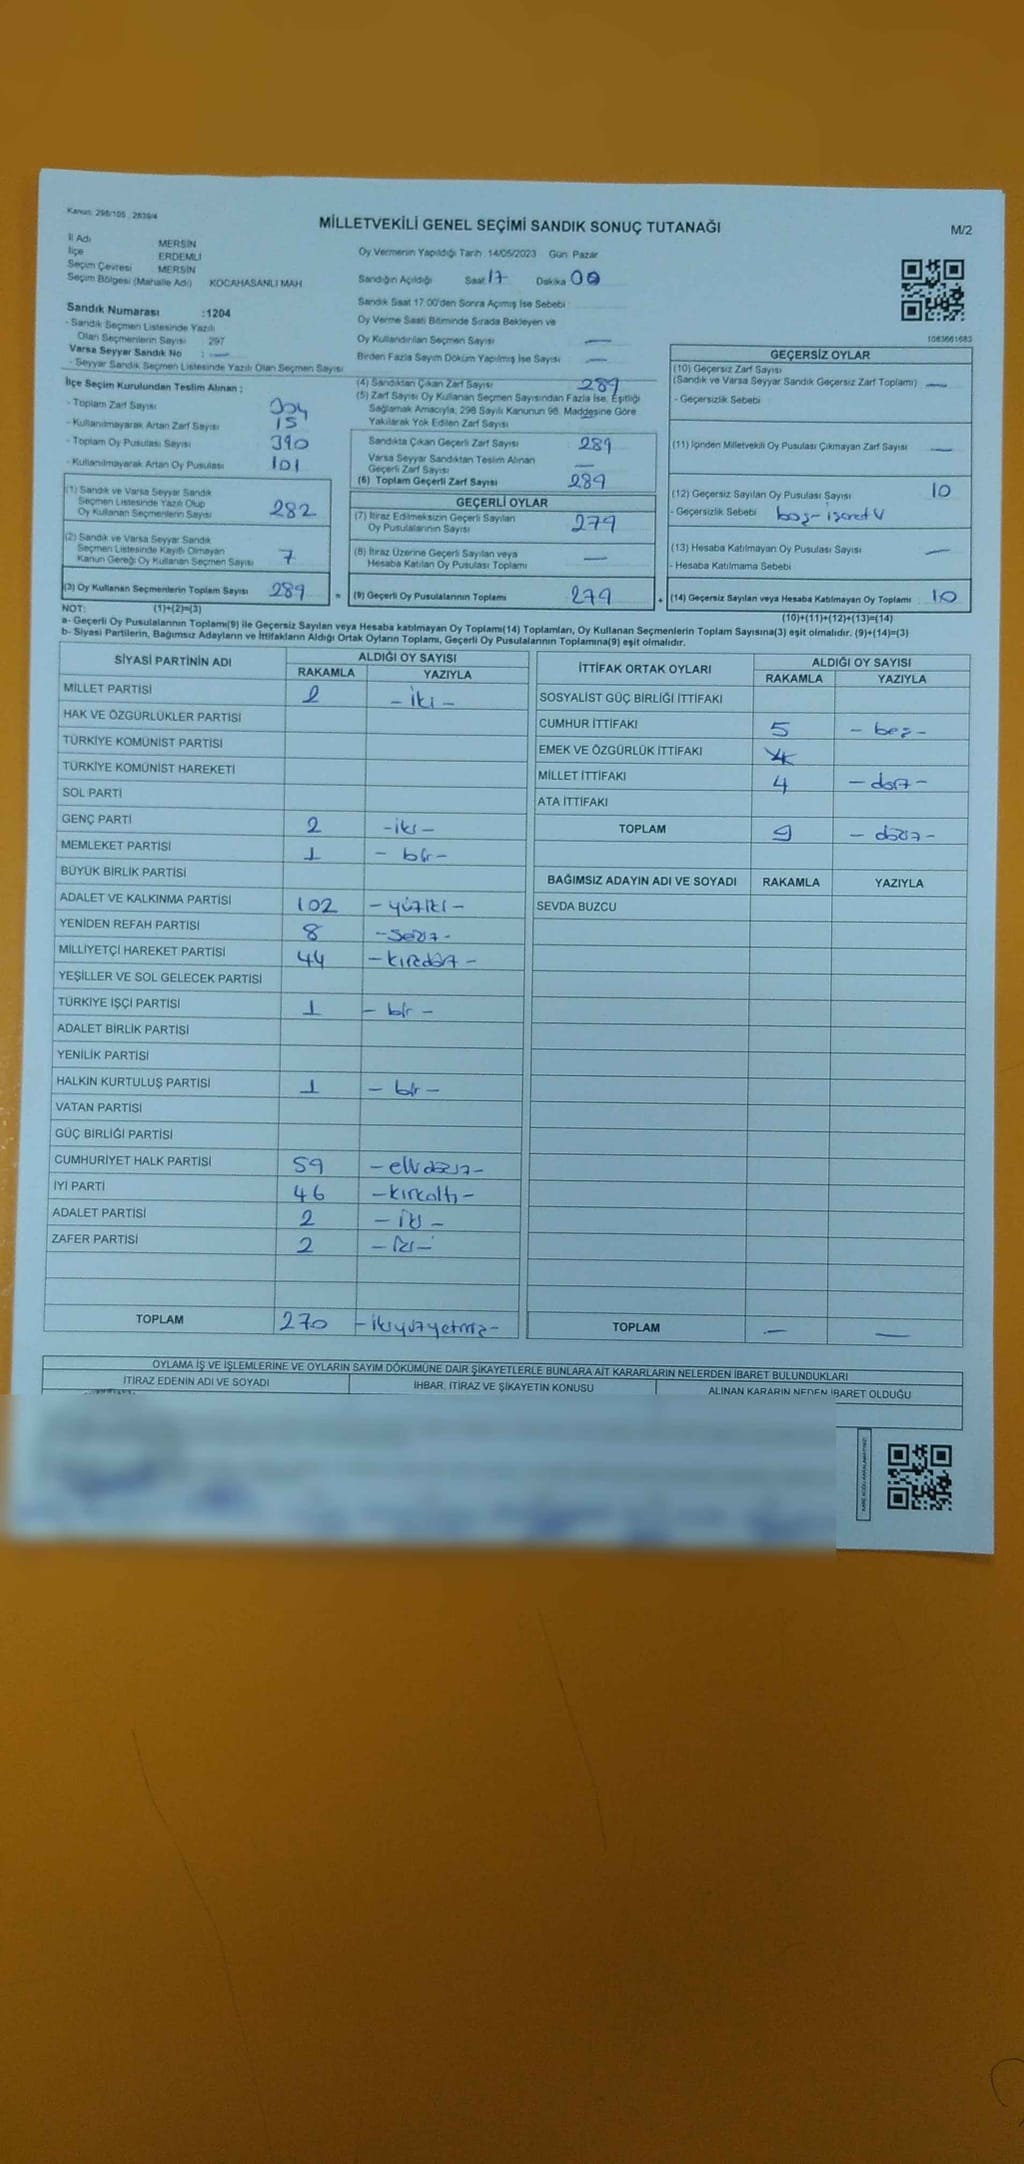 Kanun: 298/105 , 2839/4
MİLLETVEKİLİ GENEL SEÇİMİ SANDIK SONUÇ TUTANAĞI
M/2
İl Adı MERSİN
İlçe ERDEMLİ
Seçim Çevresi MERSİN
Seçim Bölgesi (Mahalle Adı) KOCAHASANLI MAH
Sandık Numarası :1204
- Sandık Seçmen Listesinde Yazılı
Olan Seçmenlerin Sayısı 297
Varsa Seyyar Sandık No : —
- Seyyar Sandık Seçmen Listesinde Yazılı Olan Seçmen Sayısı
Oy Vermenin Yapıldığı Tarih: 14/05/2023 Gün: Pazar
Sandığın Açıldığı Saat 17 Dakika 00
Sandık Saat 17:00'den Sonra Açılmış İse Sebebi
Oy Verme Saati Bitiminde Sırada Bekleyen ve
Oy Kullandırılan Seçmen Sayısı —
Birden Fazla Sayım Döküm Yapılmış İse Sayısı —
1083661683
İlçe Seçim Kurulundan Teslim Alınan ;
- Toplam Zarf Sayısı
- Kullanılmayarak Artan Zarf Sayısı 15
- Toplam Oy Pusulası Sayısı 390
- Kullanılmayarak Artan Oy Pusulası 101
(1) Sandık ve Varsa Seyyar Sandık
Seçmen Listesinde Yazılı Olup
Oy Kullanan Seçmenlerin Sayısı 282
(2) Sandık ve Varsa Seyyar Sandık
Seçmen Listesinde Kayıtlı Olmayan
Kanun Gereği Oy Kullanan Seçmen Sayısı 7
(3) Oy Kullanan Seçmenlerin Toplam Sayısı 289 =
(4) Sandıktan Çıkan Zarf Sayısı 289
(5) Zarf Sayısı Oy Kullanan Seçmen Sayısından Fazla İse, Eşitliği
Sağlamak Amacıyla, 298 Sayılı Kanunun 98. Maddesine Göre
Yakılarak Yok Edilen Zarf Sayısı
Sandıkta Çıkan Geçerli Zarf Sayısı 289
Varsa Seyyar Sandıktan Teslim Alınan
Geçerli Zarf Sayısı —
(6) Toplam Geçerli Zarf Sayısı 289
GEÇERLİ OYLAR
(7) İtiraz Edilmeksizin Geçerli Sayılan
Oy Pusulalarının Sayısı 279
(8) İtiraz Üzerine Geçerli Sayılan veya
Hesaba Katılan Oy Pusulası Toplamı —
(9) Geçerli Oy Pusulalarının Toplamı 279 +
GEÇERSİZ OYLAR
(10) Geçersiz Zarf Sayısı
(Sandık ve Varsa Seyyar Sandık Geçersiz Zarf Toplamı) —
- Geçersizlik Sebebi
(11) İçinden Milletvekili Oy Pusulası Çıkmayan Zarf Sayısı —
(12) Geçersiz Sayılan Oy Pusulası Sayısı 10
- Geçersizlik Sebebi boş-
(13) Hesaba Katılmayan Oy Pusulası Sayısı —
- Hesaba Katılmama Sebebi
(14) Geçersiz Sayılan veya Hesaba Katılmayan Oy Toplamı 10
NOT: (1)+(2)=(3)
(10)+(11)+(12)+(13)=(14)
a- Geçerli Oy Pusulalarının Toplamı(9) ile Geçersiz Sayılan veya Hesaba katılmayan Oy Toplamı(14) Toplamları, Oy Kullanan Seçmenlerin Toplam Sayısına(3) eşit olmalıdır. (9)+(14)=(3)
b- Siyasi Partilerin, Bağımsız Adayların ve İttifakların Aldığı Ortak Oyların Toplamı, Geçerli Oy Pusulalarının Toplamına(9) eşit olmalıdır.
SİYASİ PARTİNİN ADI ALDIĞI OY SAYISI
RAKAMLA YAZIYLA
MİLLET PARTİSİ 2 - iki -
HAK VE ÖZGÜRLÜKLER PARTİSİ
TÜRKİYE KOMÜNİST PARTİSİ
TÜRKİYE KOMÜNİST HAREKETİ
SOL PARTİ
GENÇ PARTİ 2 - iki -
MEMLEKET PARTİSİ 1 - bir -
BÜYÜK BİRLİK PARTİSİ
ADALET VE KALKINMA PARTİSİ 102 - yüziki -
YENİDEN REFAH PARTİSİ 8 - sekiz -
MİLLİYETÇİ HAREKET PARTİSİ 44 - kırkdört -
YEŞİLLER VE SOL GELECEK PARTİSİ
TÜRKİYE İŞÇİ PARTİSİ 1 - bir -
ADALET BİRLİK PARTİSİ
YENİLİK PARTİSİ
HALKIN KURTULUŞ PARTİSİ 1 - bir -
VATAN PARTİSİ
GÜÇ BİRLİĞİ PARTİSİ
CUMHURİYET HALK PARTİSİ 59 - ellidokuz -
İYİ PARTİ 46 - kırkaltı -
ADALET PARTİSİ 2 - iki -
ZAFER PARTİSİ 2 - iki -
TOPLAM 270 - ikiyüzyetmiş -
İTTİFAK ORTAK OYLARI ALDIĞI OY SAYISI
RAKAMLA YAZIYLA
SOSYALİST GÜÇ BİRLİĞİ İTTİFAKI
CUMHUR İTTİFAKI 5 - beş -
EMEK VE ÖZGÜRLÜK İTTİFAKI
MİLLET İTTİFAKI 4 - dört -
ATA İTTİFAKI
TOPLAM 9 - dokuz -
BAĞIMSIZ ADAYIN ADI VE SOYADI RAKAMLA YAZIYLA
SEVDA BUZCU
TOPLAM — —
OYLAMA İŞ VE İŞLEMLERİNE VE OYLARIN SAYIM DÖKÜMÜNE DAİR ŞİKAYETLERLE BUNLARA AİT KARARLARIN NELERDEN İBARET BULUNDUKLARI
İTİRAZ EDENİN ADI VE SOYADI İHBAR, İTİRAZ VE ŞİKAYETİN KONUSU ALINAN KARARIN NEDEN İBARET OLDUĞU